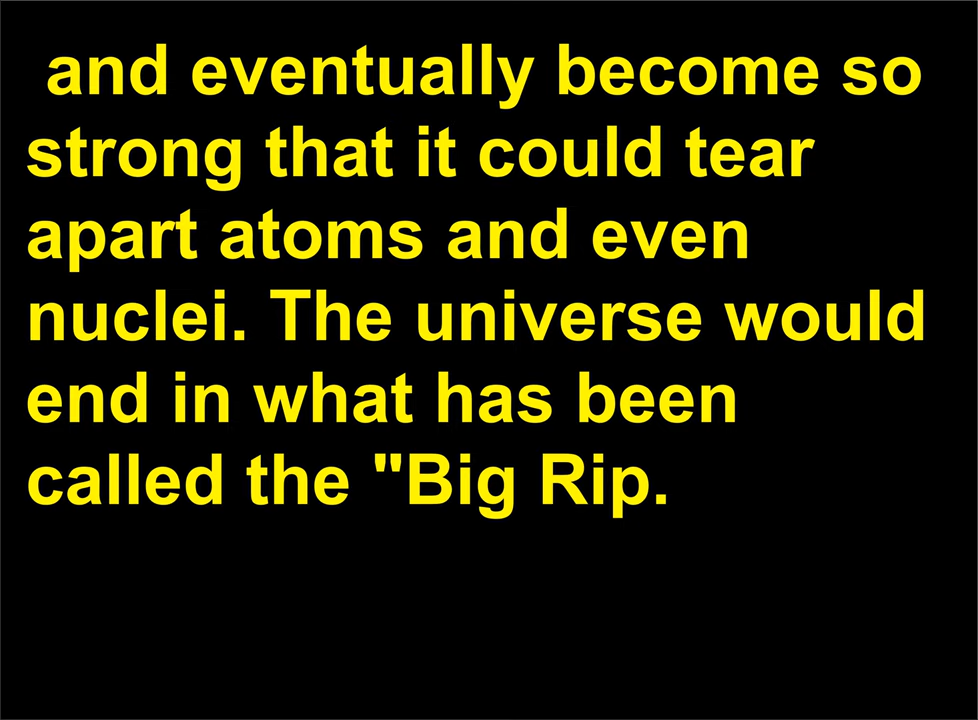 and eventually become so
strong that it could tear
apart atoms and even
nuclei. The universe would
end in what has been
called the "Big Rip.